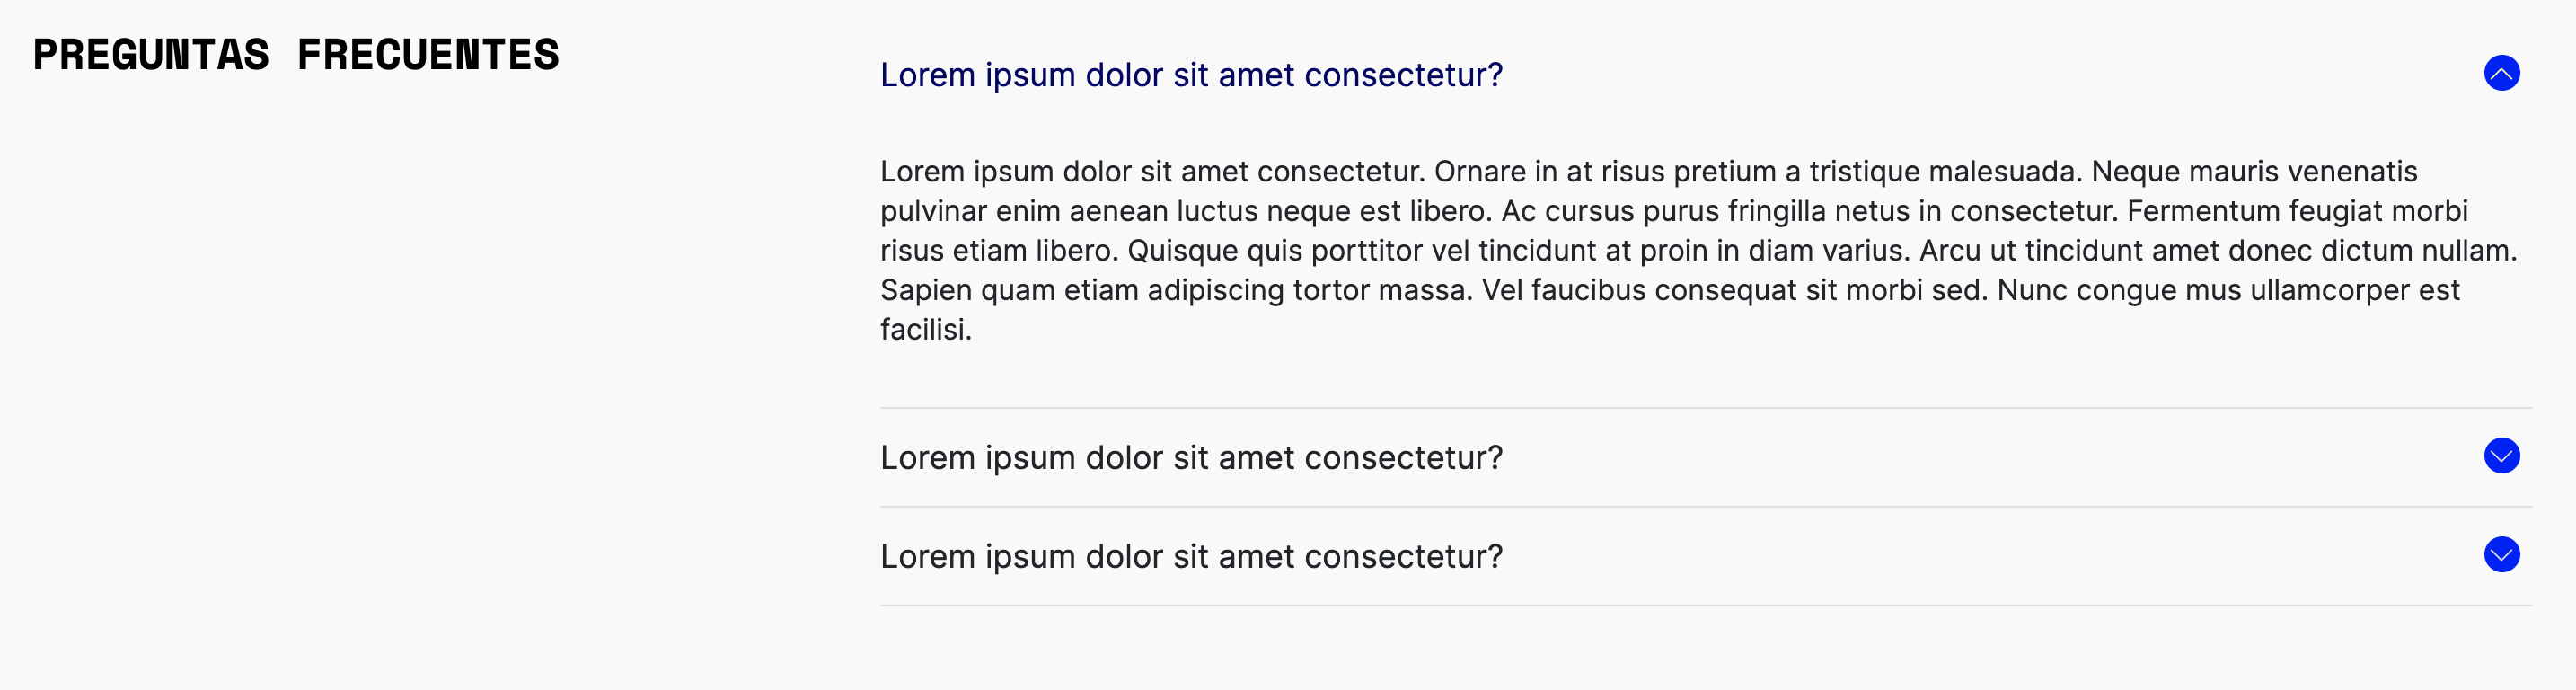 PREGUNTAS FRECUENTES
Lorem ipsum dolor sit amet consectetur?
Lorem ipsum dolor sit amet consectetur. Ornare in at risus pretium a tristique malesuada. Neque mauris venenatis
pulvinar enim aenean luctus neque est libero. Ac cursus purus fringilla netus in consectetur. Fermentum feugiat morbi
risus etiam libero. Quisque quis porttitor vel tincidunt at proin in diam varius. Arcu ut tincidunt amet donec dictum nullam.
Sapien quam etiam adipiscing tortor massa. Vel faucibus consequat sit morbi sed. Nunc congue mus ullamcorper est
facilisi.
Lorem ipsum dolor sit amet consectetur?
Lorem ipsum dolor sit amet consectetur?